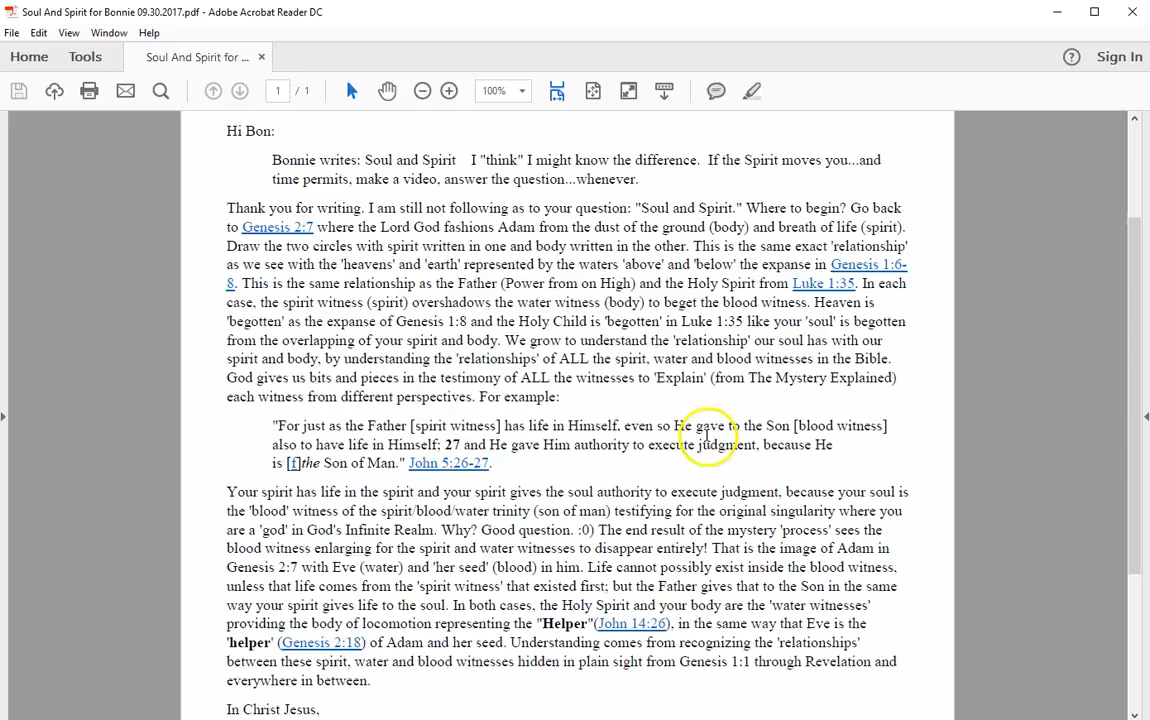 Soul And Spirit for Bonnie 09.30.2017.pdf - Adobe Acrobat Reader DC
File Edit View Window Help
Home Tools Soul And Spirit for ... × ? Sign In
1 / 1 100%
Hi Bon:
Bonnie writes: Soul and Spirit I "think" I might know the difference. If the Spirit moves you...and
time permits, make a video, answer the question...whenever.
Thank you for writing. I am still not following as to your question: "Soul and Spirit." Where to begin? Go back
to Genesis 2:7 where the Lord God fashions Adam from the dust of the ground (body) and breath of life (spirit).
Draw the two circles with spirit written in one and body written in the other. This is the same exact 'relationship'
as we see with the 'heavens' and 'earth' represented by the waters 'above' and 'below' the expanse in Genesis 1:6-
8. This is the same relationship as the Father (Power from on High) and the Holy Spirit from Luke 1:35. In each
case, the spirit witness (spirit) overshadows the water witness (body) to beget the blood witness. Heaven is
'begotten' as the expanse of Genesis 1:8 and the Holy Child is 'begotten' in Luke 1:35 like your 'soul' is begotten
from the overlapping of your spirit and body. We grow to understand the 'relationship' our soul has with our
spirit and body, by understanding the 'relationships' of ALL the spirit, water and blood witnesses in the Bible.
God gives us bits and pieces in the testimony of ALL the witnesses to 'Explain' (from The Mystery Explained)
each witness from different perspectives. For example:
"For just as the Father [spirit witness] has life in Himself, even so He gave to the Son [blood witness]
also to have life in Himself; 27 and He gave Him authority to execute judgment, because He
is [f]the Son of Man." John 5:26-27.
Your spirit has life in the spirit and your spirit gives the soul authority to execute judgment, because your soul is
the 'blood' witness of the spirit/blood/water trinity (son of man) testifying for the original singularity where you
are a 'god' in God's Infinite Realm. Why? Good question. :0) The end result of the mystery 'process' sees the
blood witness enlarging for the spirit and water witnesses to disappear entirely! That is the image of Adam in
Genesis 2:7 with Eve (water) and 'her seed' (blood) in him. Life cannot possibly exist inside the blood witness,
unless that life comes from the 'spirit witness' that existed first; but the Father gives that to the Son in the same
way your spirit gives life to the soul. In both cases, the Holy Spirit and your body are the 'water witnesses'
providing the body of locomotion representing the "Helper"(John 14:26), in the same way that Eve is the
'helper' (Genesis 2:18) of Adam and her seed. Understanding comes from recognizing the 'relationships'
between these spirit, water and blood witnesses hidden in plain sight from Genesis 1:1 through Revelation and
everywhere in between.
In Christ Jesus,